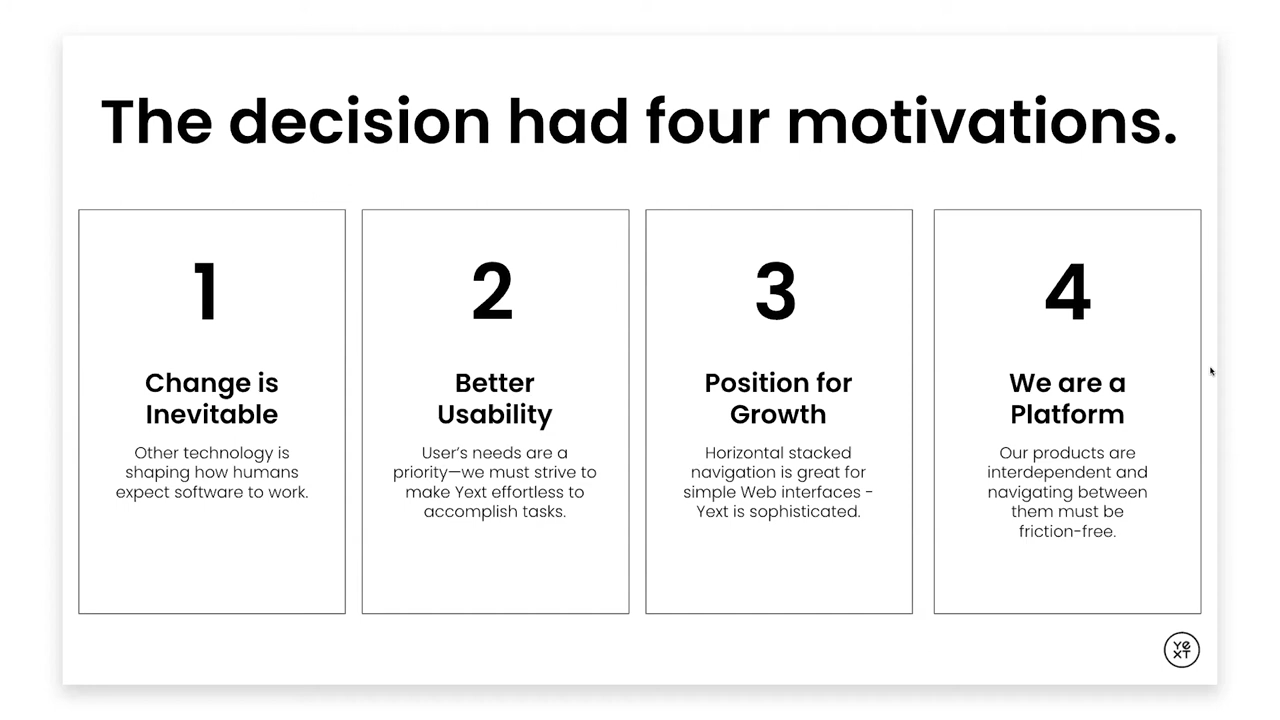 The decision had four motivations.
1
Change is
Inevitable
Other technology is
shaping how humans
expect software to work.
2
Better
Usability
User's needs are a
priority—we must strive to
make Yext effortless to
accomplish tasks.
3
Position for
Growth
Horizontal stacked
navigation is great for
simple Web interfaces -
Yext is sophisticated.
4
We are a
Platform
Our products are
interdependent and
navigating between
them must be
friction-free.
Ye
XT